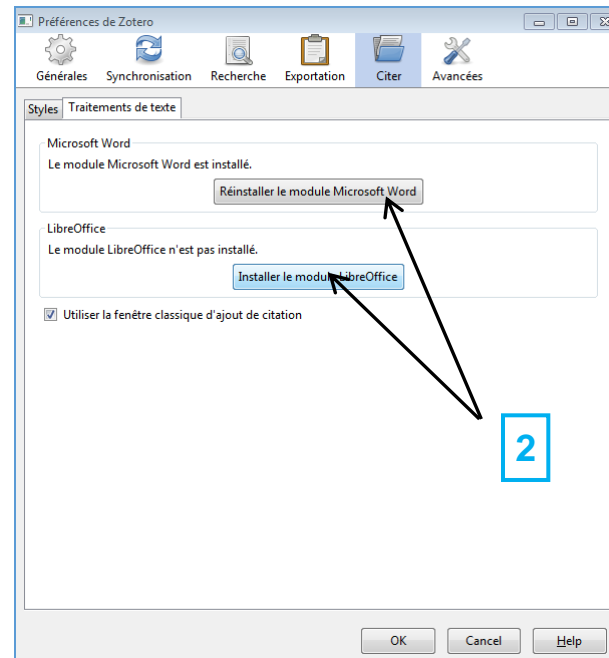 Préférences de Zotero
Générales Synchronisation Recherche Exportation Citer Avancées
Styles Traitements de texte
Microsoft Word
Le module Microsoft Word est installé.
Réinstaller le module Microsoft Word
LibreOffice
Le module LibreOffice n'est pas installé.
Installer le module LibreOffice
Utiliser la fenêtre classique d'ajout de citation
2
OK Cancel Help